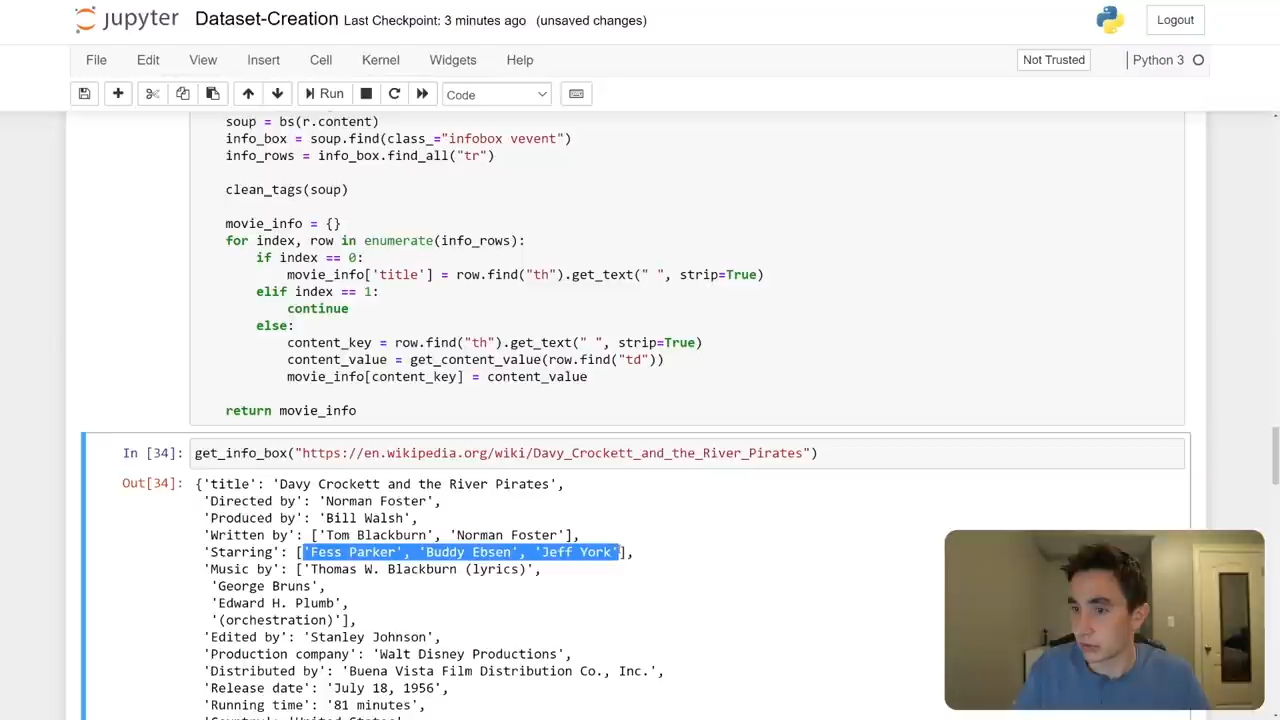 jupyter Dataset-Creation Last Checkpoint: 3 minutes ago (unsaved changes) Logout
File Edit View Insert Cell Kernel Widgets Help Not Trusted Python 3
Run Code
soup = bs(r.content)
info_box = soup.find(class_="infobox vevent")
info_rows = info_box.find_all("tr")
clean_tags(soup)
movie_info = {}
for index, row in enumerate(info_rows):
if index == 0:
movie_info['title'] = row.find("th").get_text(" ", strip=True)
elif index == 1:
continue
else:
content_key = row.find("th").get_text(" ", strip=True)
content_value = get_content_value(row.find("td"))
movie_info[content_key] = content_value
return movie_info
In [34]: get_info_box("https://en.wikipedia.org/wiki/Davy_Crockett_and_the_River_Pirates")
Out[34]: {'title': 'Davy Crockett and the River Pirates',
'Directed by': 'Norman Foster',
'Produced by': 'Bill Walsh',
'Written by': ['Tom Blackburn', 'Norman Foster'],
'Starring': ['Fess Parker', 'Buddy Ebsen', 'Jeff York'],
'Music by': ['Thomas W. Blackburn (lyrics)',
'George Bruns',
'Edward H. Plumb',
'(orchestration)'],
'Edited by': 'Stanley Johnson',
'Production company': 'Walt Disney Productions',
'Distributed by': 'Buena Vista Film Distribution Co., Inc.',
'Release date': 'July 18, 1956',
'Running time': '81 minutes',